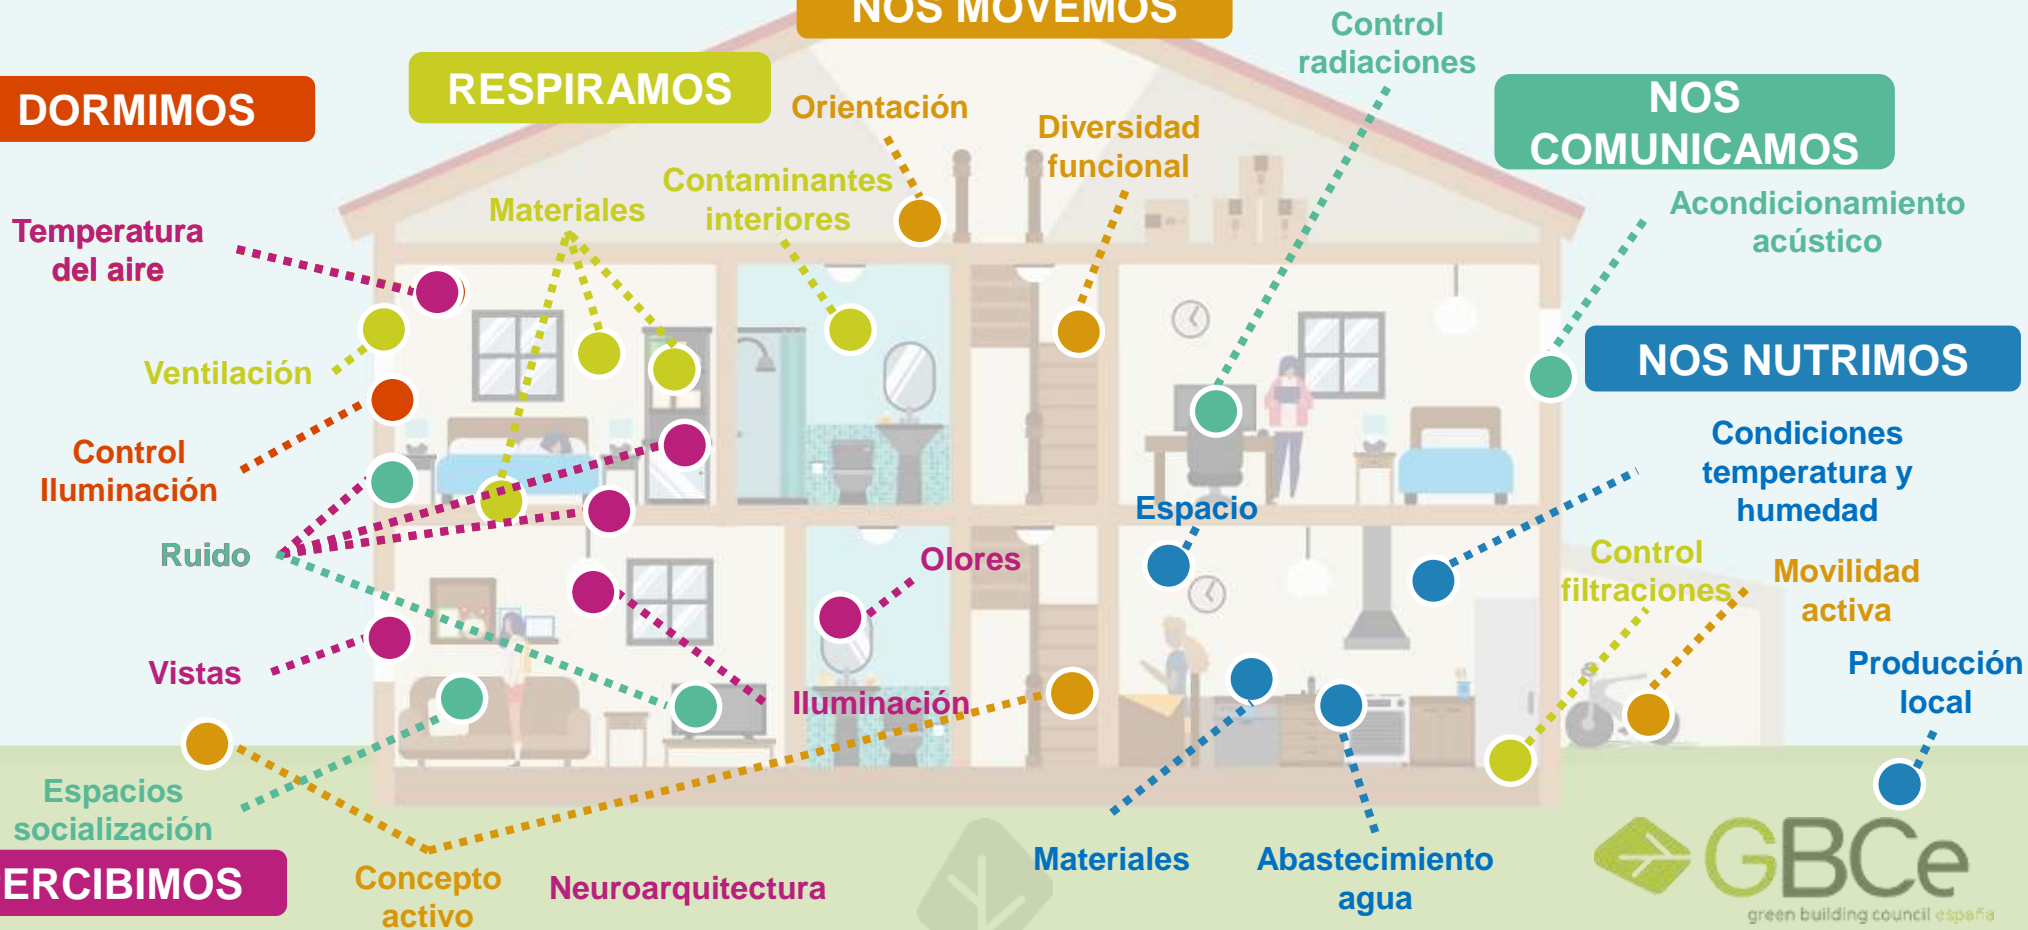 NOS MOVEMOS
Control
radiaciones
DORMIMOS
RESPIRAMOS
Orientación
Diversidad
funcional
NOS
COMUNICAMOS
Contaminantes
interiores
Materiales
Acondicionamiento
acústico
Temperatura
del aire
Ventilación
NOS NUTRIMOS
Control
Iluminación
Condiciones
temperatura y
humedad
Espacio
Ruido
Olores
Control
filtraciones
Movilidad
activa
Vistas
Iluminación
Producción
local
Espacios
socialización
PERCIBIMOS
Concepto
activo
Neuroarquitectura
Materiales
Abastecimiento
agua
GBCe
green building council españa